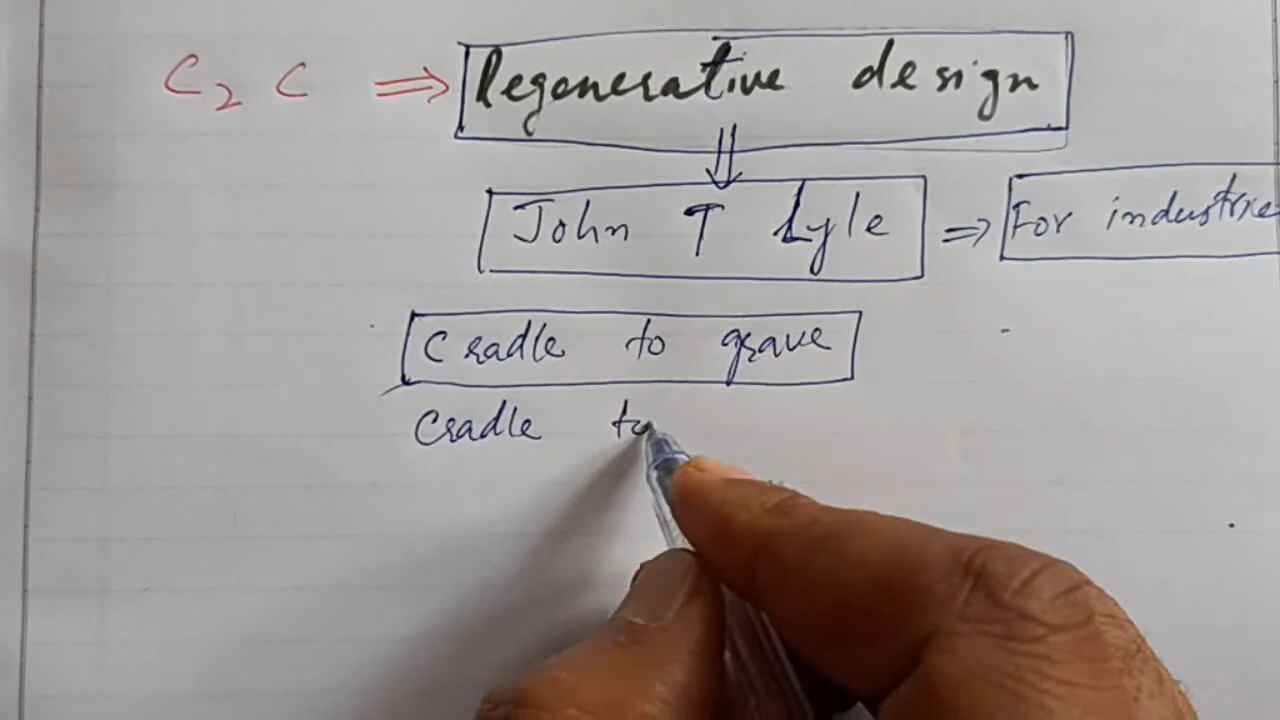 C2C ⇒ Regenerative design
John T Lyle ⇒ For industrie
Cradle to grave
Cradle to